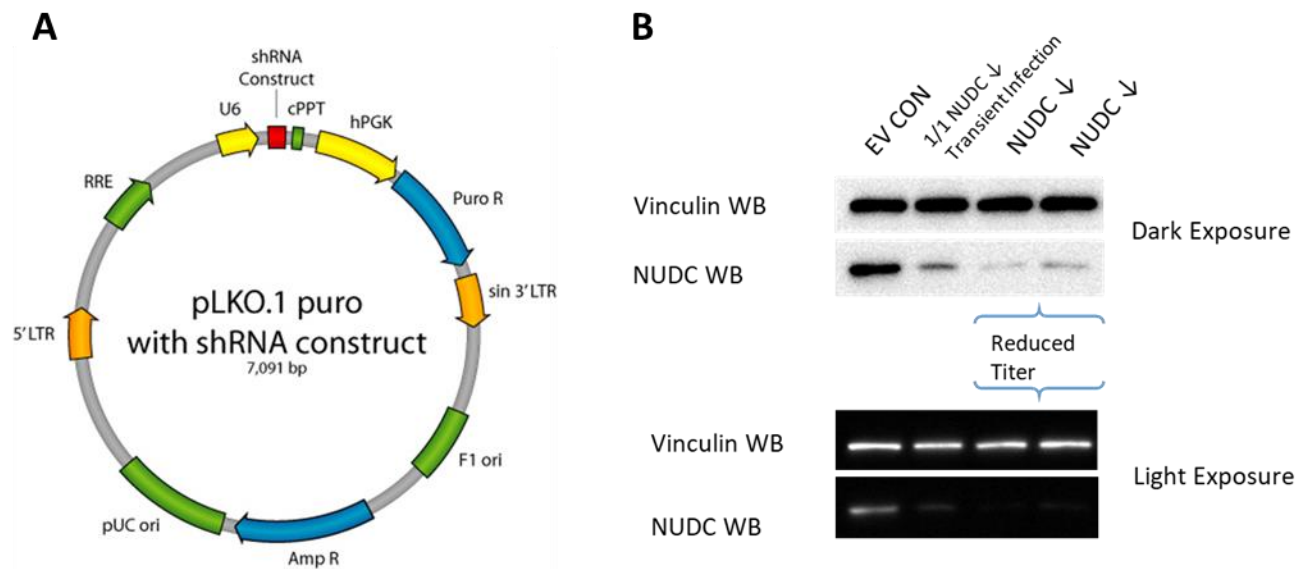 A
shRNA
Construct
U6
cPPT
hPGK
RRE
Puro R
sin 3' LTR
5' LTR
pLKO.1 puro
with shRNA construct
7,091 bp
F1 ori
pUC ori
Amp R
B
EV CON
1/1 NUDC ↓
Transient Infection
NUDC ↓
NUDC ↓
Vinculin WB
Dark Exposure
NUDC WB
Reduced
Titer
Vinculin WB
Light Exposure
NUDC WB